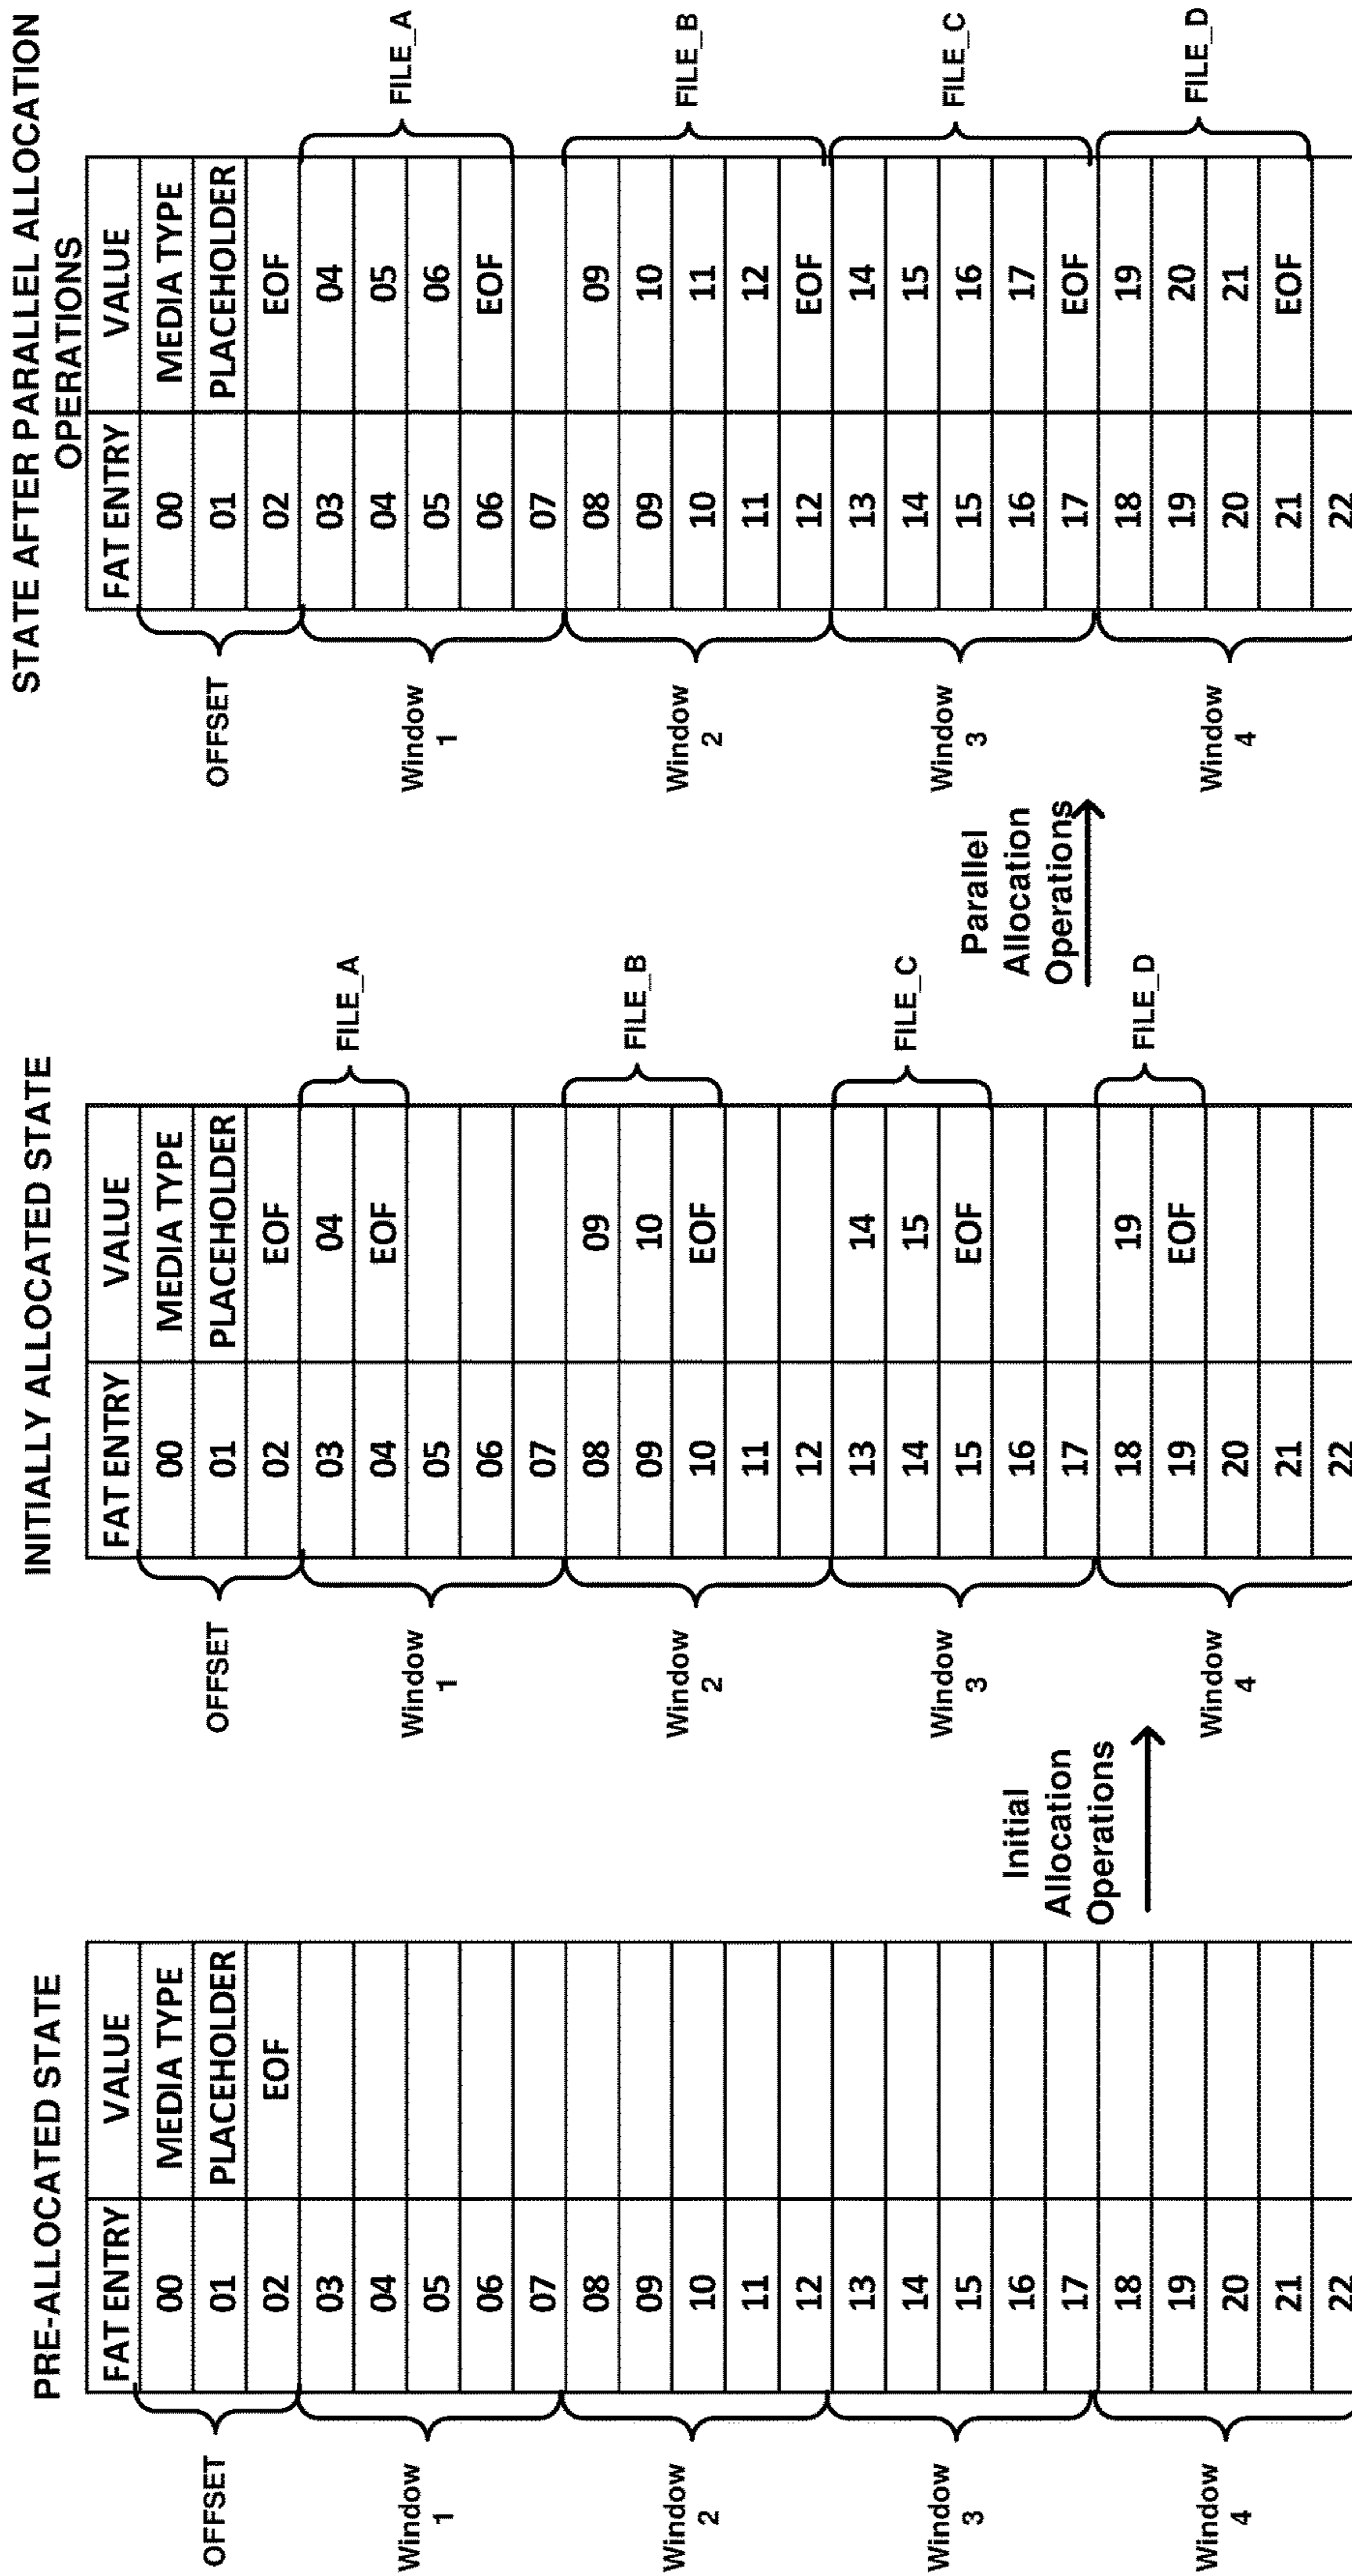 PRE-ALLOCATED STATE
FAT ENTRY VALUE
00 MEDIA TYPE
01 PLACEHOLDER
02 EOF
03
04
05
06
07
08
09
10
11
12
13
14
15
16
17
18
19
20
21
22
OFFSET
Window
1
Window
2
Window
3
Window
4
Initial
Allocation
Operations
INITIALLY ALLOCATED STATE
FAT ENTRY VALUE
00 MEDIA TYPE
01 PLACEHOLDER
02 EOF
03 04
04 EOF
05
06
07
08 09
09 10
10 EOF
11
12
13 14
14 15
15 EOF
16
17
18 19
19 EOF
20
21
22
OFFSET
Window
1
Window
2
Window
3
Window
4
FILE_A
FILE_B
FILE_C
FILE_D
Parallel
Allocation
Operations
STATE AFTER PARALLEL ALLOCATION
OPERATIONS
FAT ENTRY VALUE
00 MEDIA TYPE
01 PLACEHOLDER
02 EOF
03 04
04 05
05 06
06 EOF
07
08 09
09 10
10 11
11 12
12 EOF
13 14
14 15
15 16
16 17
17 EOF
18 19
19 20
20 21
21 EOF
22
OFFSET
Window
1
Window
2
Window
3
Window
4
FILE_A
FILE_B
FILE_C
FILE_D